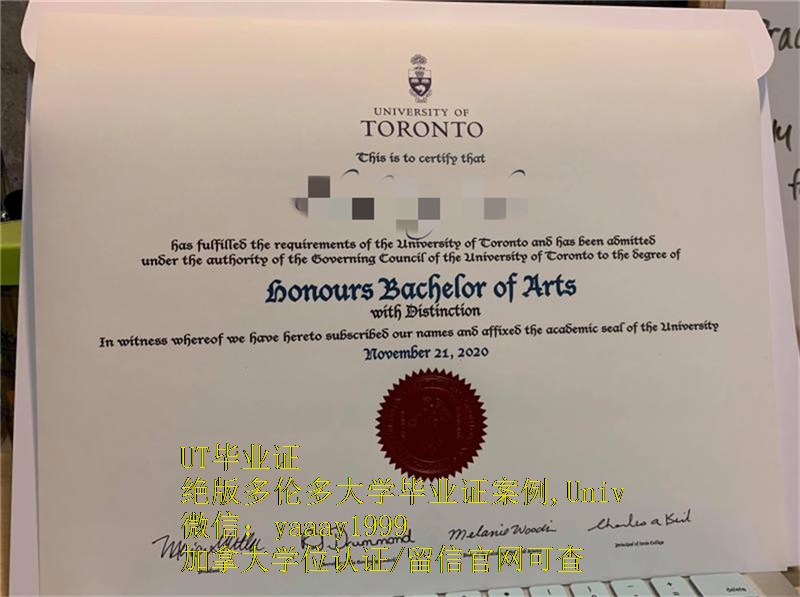 UNIVERSITY OF
TORONTO
This is to certify that
has fulfilled the requirements of the University of Toronto and has been admitted
under the authority of the Governing Council of the University of Toronto to the degree of
Honours Bachelor of Arts
with Distinction
In witness whereof we have hereto subscribed our names and affixed the academic seal of the University
November 21, 2020
UT毕业证
绝版多伦多大学毕业证案例,Univ
微信：yaaay1999
加拿大学位认证/留信官网可查
Melanie Woodin
Charles a Keil
delete